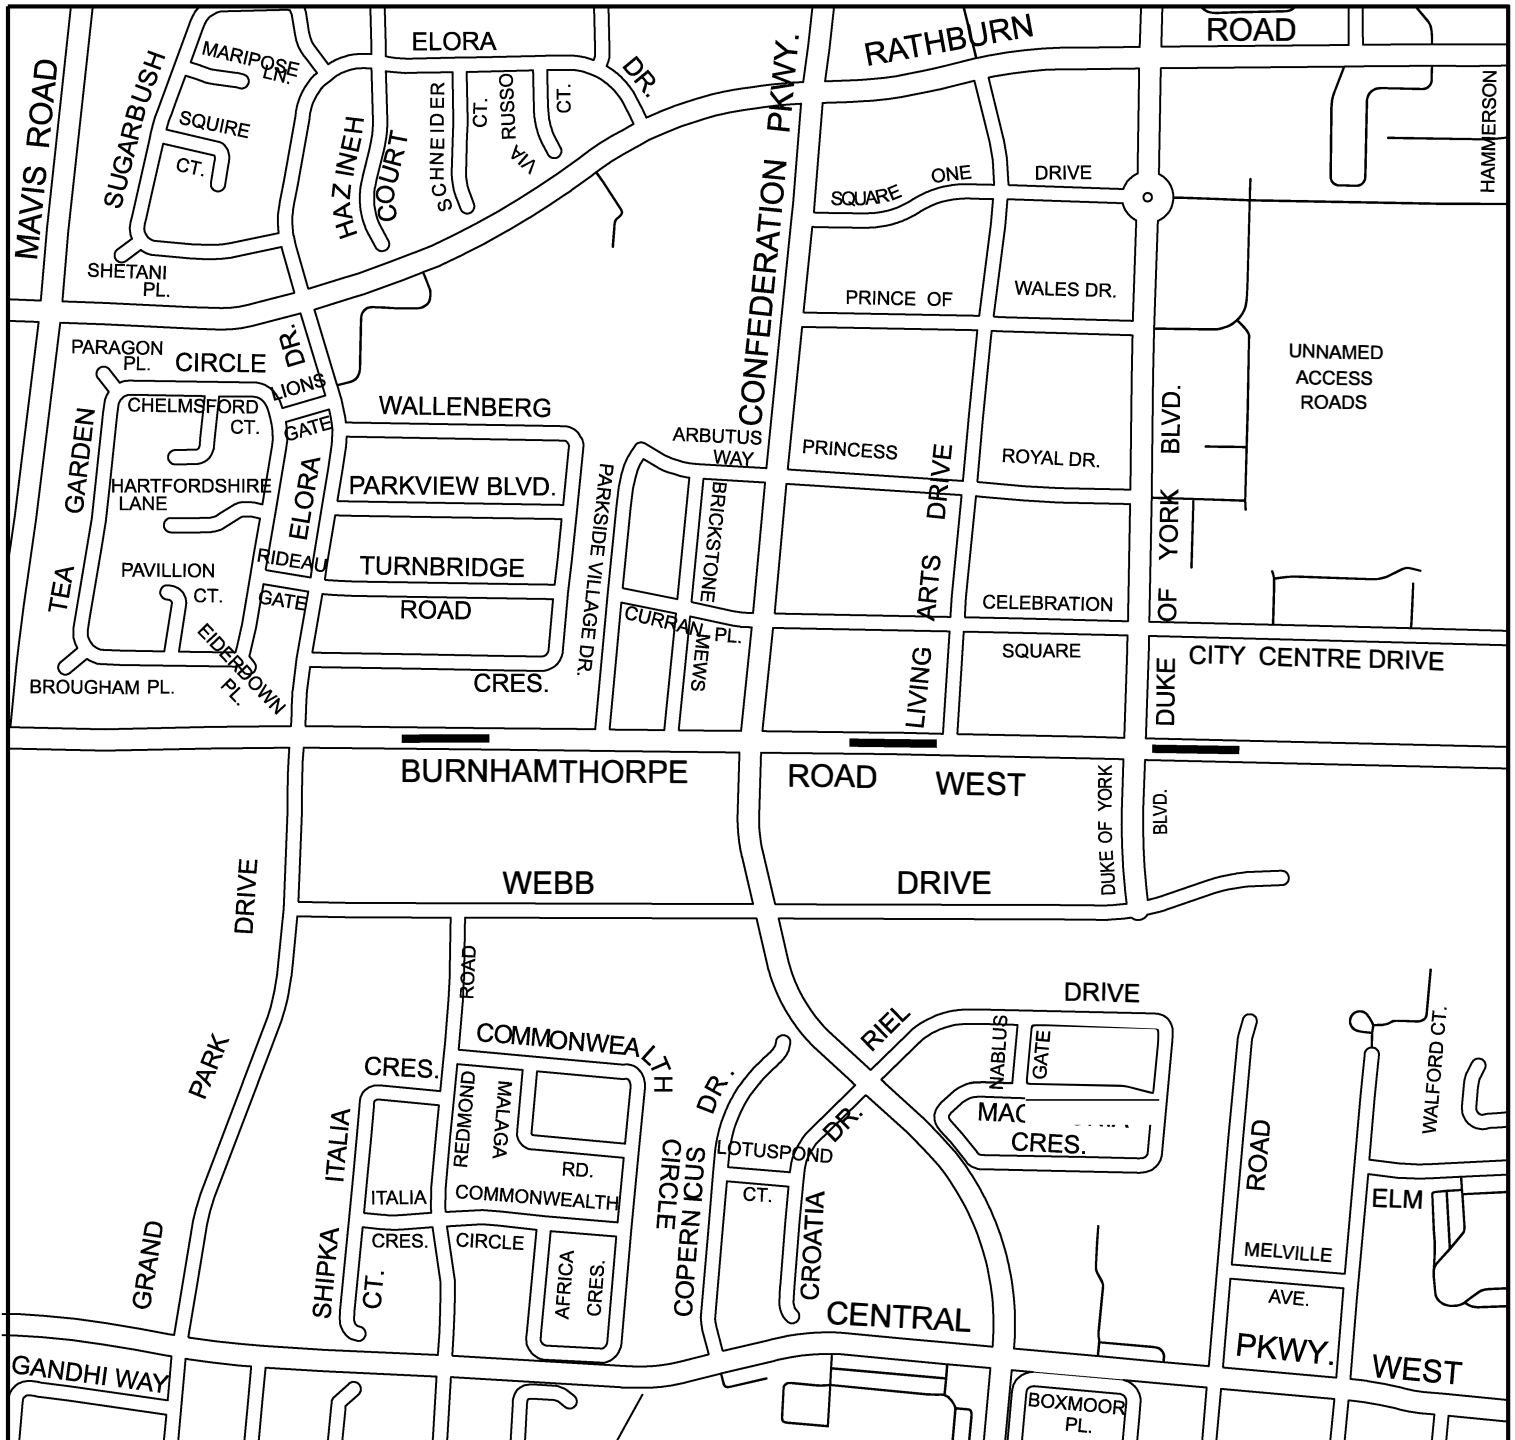 MAVIS ROAD
SUGARBUSH
MARIPOSE
LN.
SQUIRE
CT.
SHETANI
PL.
ELORA
DR.
HAZ INEH
COURT
SCHNEIDER
CT.
VIA RUSSO
CT.
CONFEDERATION PKWY.
RATHBURN
ROAD
HAMMERSON
SQUARE ONE DRIVE
PRINCE OF
WALES DR.
UNNAMED
ACCESS
ROADS
PARAGON
PL.
CIRCLE
DR.
LIONS
GATE
CHELMSFORD
CT.
TEA GARDEN
HARTFORDSHIRE
LANE
PAVILLION
CT.
ELORA
RIDEAU
GATE
EIDERDOWN
PL.
BROUGHAM PL.
WALLENBERG
PARKVIEW BLVD.
TURNBRIDGE
ROAD
CRES.
PARKSIDE VILLAGE DR.
ARBUTUS
WAY
BRICKSTONE
MEWS
CURRAN PL.
PRINCESS
ROYAL DR.
LIVING ARTS DRIVE
CELEBRATION
SQUARE
DUKE OF YORK BLVD.
CITY CENTRE DRIVE
BURNHAMTHORPE ROAD WEST
DUKE OF YORK
BLVD.
WEBB DRIVE
GRAND PARK DRIVE
ROAD
REDMOND
COMMONWEALTH
CIRCLE
CRES.
ITALIA
MALAGA
RD.
ITALIA
CRES.
COMMONWEALTH
CIRCLE
SHIPKA
CT.
AFRICA
CRES.
COPERNICUS
DR.
LOTUSPOND
CT.
CROATIA
DR.
RIEL
DRIVE
NABLUS
GATE
CRES.
ROAD
WALFORD CT.
ELM
MELVILLE
AVE.
CENTRAL PKWY. WEST
GANDHI WAY
BOXMOOR
PL.